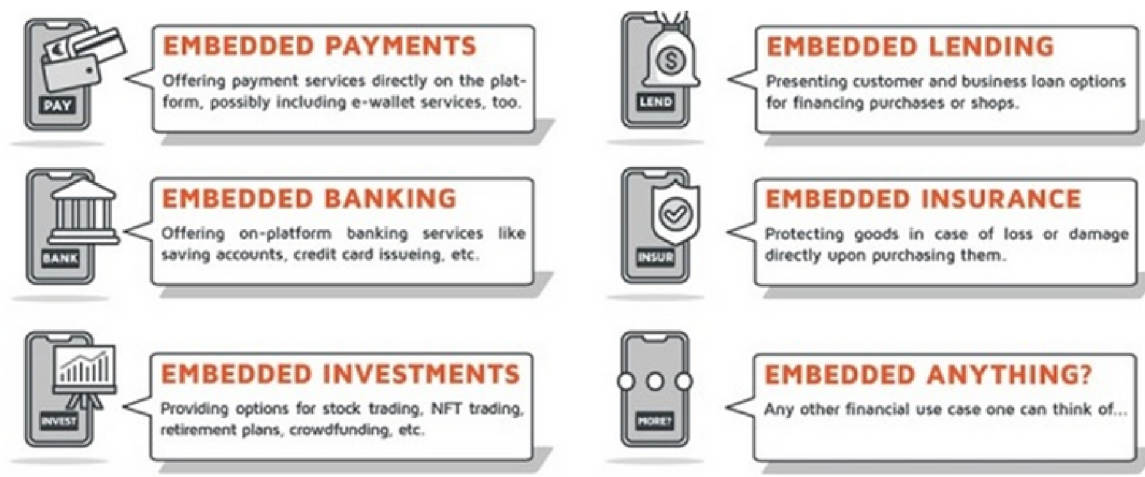 PAY
EMBEDDED PAYMENTS
Offering payment services directly on the plat-
form, possibly including e-wallet services, too.
$
LEND
EMBEDDED LENDING
Presenting customer and business loan options
for financing purchases or shops.
BANK
EMBEDDED BANKING
Offering on-platform banking services like
saving accounts, credit card issueing, etc.
INSUR
EMBEDDED INSURANCE
Protecting goods in case of loss or damage
directly upon purchasing them.
INVEST
EMBEDDED INVESTMENTS
Providing options for stock trading, NFT trading,
retirement plans, crowdfunding, etc.
MORE?
EMBEDDED ANYTHING?
Any other financial use case one can think of...